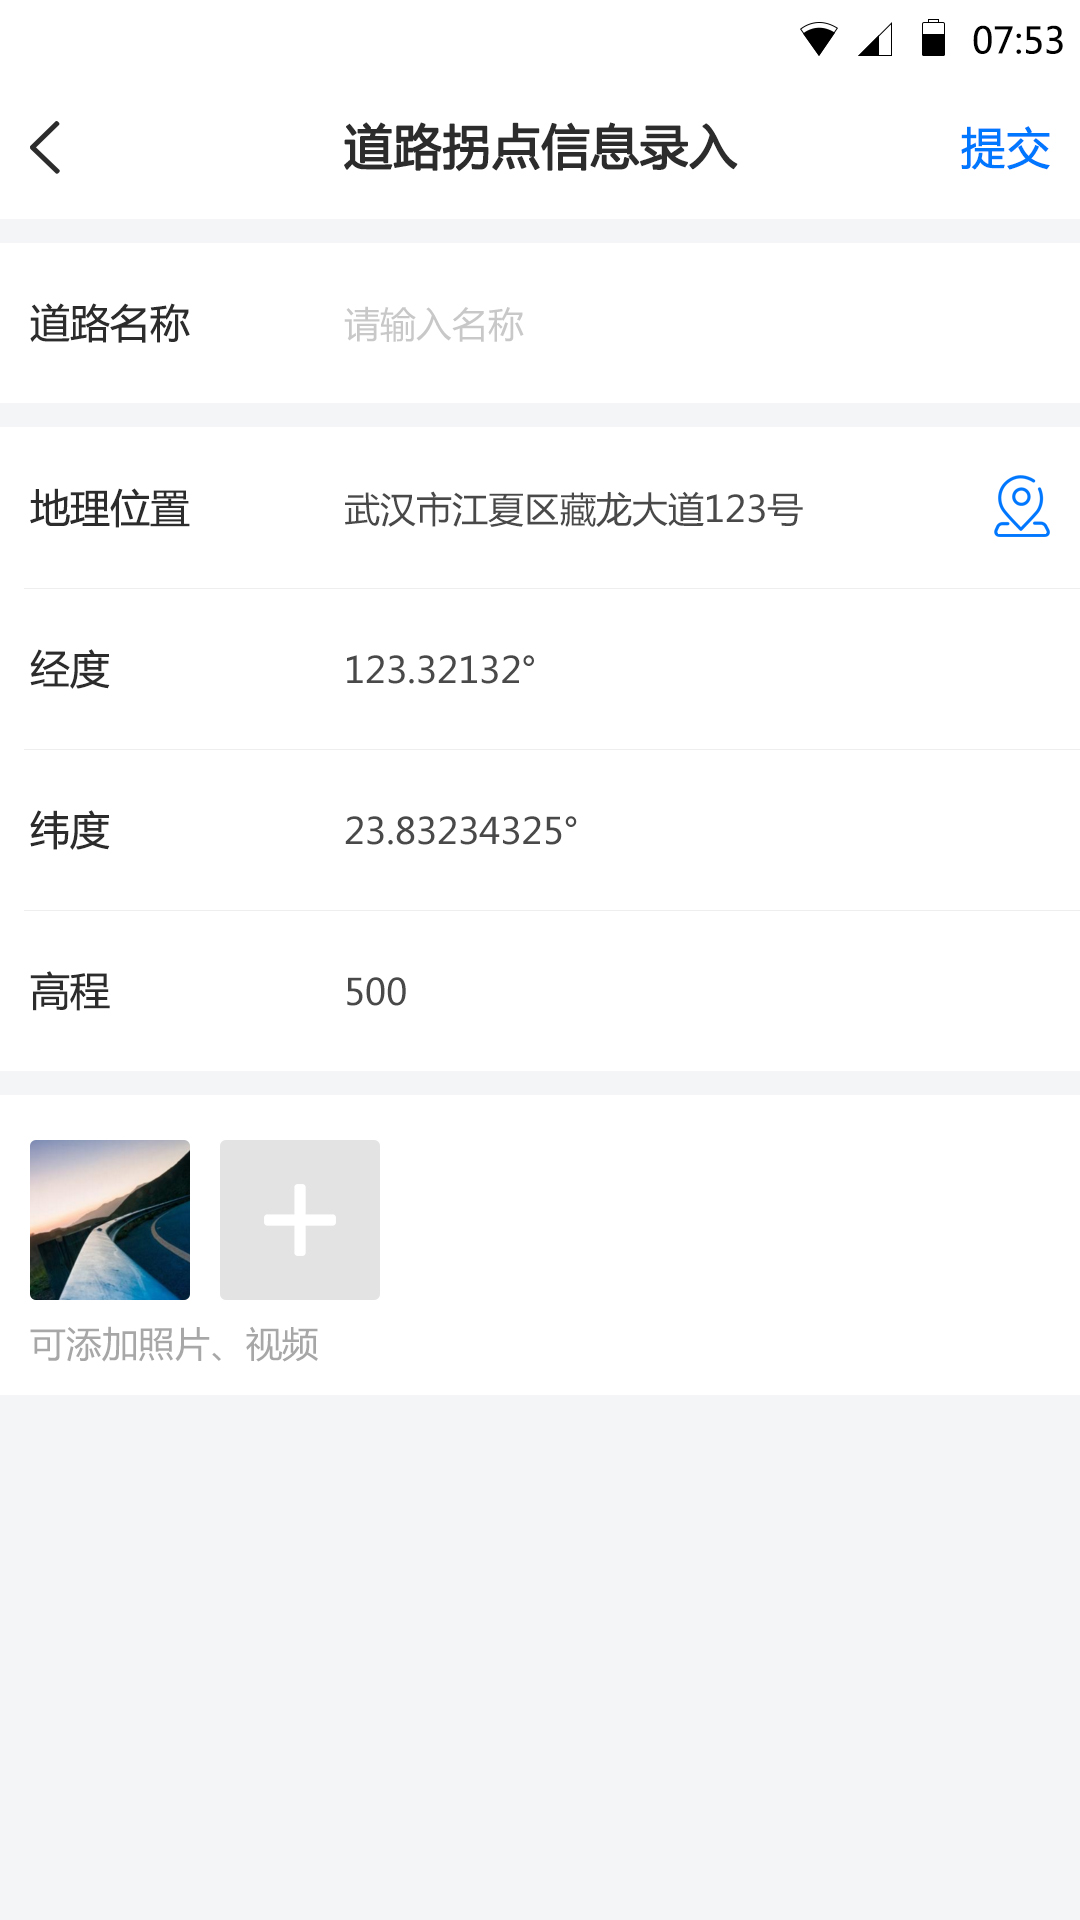 07:53
道路拐点信息录入
提交
道路名称 请输入名称
地理位置 武汉市江夏区藏龙大道123号
经度 123.32132°
纬度 23.83234325°
高程 500
可添加照片、视频